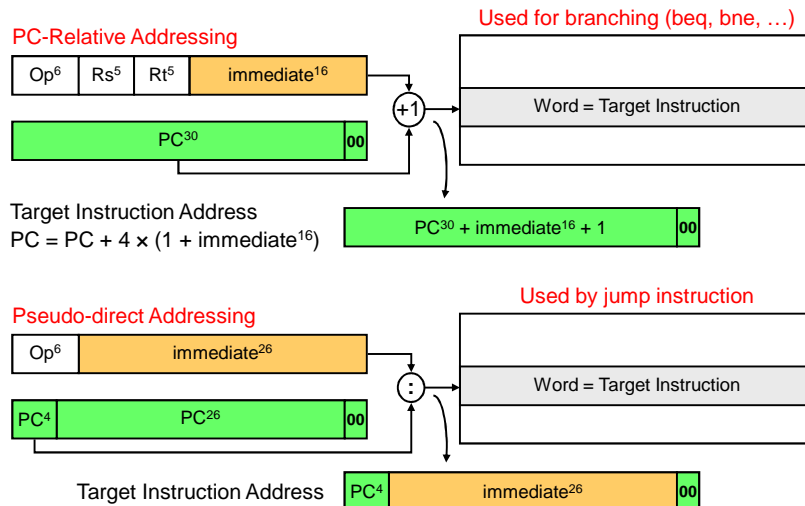 Used for branching (beq, bne, …)
PC-Relative Addressing
Op⁶ Rs⁵ Rt⁵ immediate¹⁶
+1
Word = Target Instruction
PC³⁰ 00
Target Instruction Address
PC = PC + 4 × (1 + immediate¹⁶)
PC³⁰ + immediate¹⁶ + 1 00
Used by jump instruction
Pseudo-direct Addressing
Op⁶ immediate²⁶
:
Word = Target Instruction
PC⁴ PC²⁶ 00
Target Instruction Address
PC⁴ immediate²⁶ 00